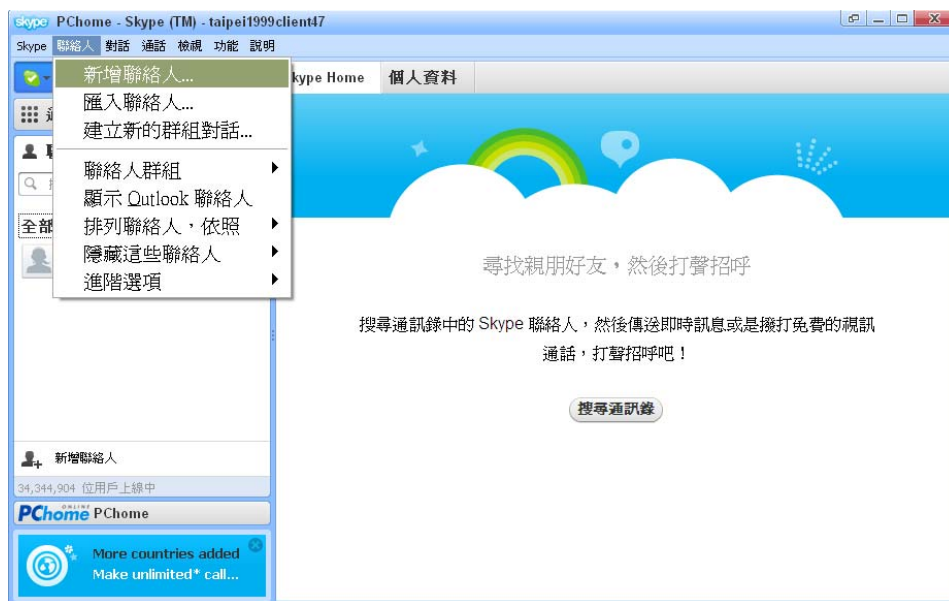 skype PChome - Skype (TM) - taipei1999client47
Skype 聯絡人 對話 通話 檢視 功能 說明
新增聯絡人...
匯入聯絡人...
建立新的群組對話...
聯絡人群組
顯示 Outlook 聯絡人
排列聯絡人，依照
隱藏這些聯絡人
進階選項
全部
新增聯絡人
34,344,904 位用戶上線中
PChome ONLINE PChome
More countries added
Make unlimited* call...
kype Home 個人資料
尋找親朋好友，然後打聲招呼
搜尋通訊錄中的 Skype 聯絡人，然後傳送即時訊息或是撥打免費的視訊
通話，打聲招呼吧！
搜尋通訊錄